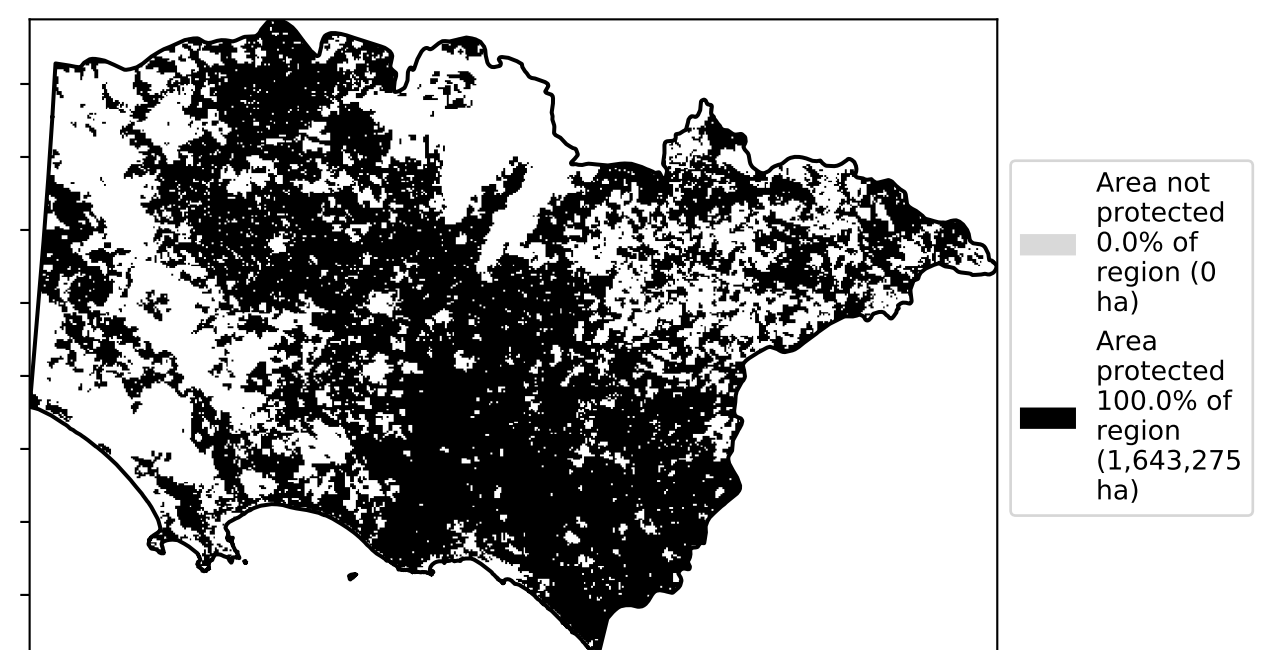 Area not
protected
0.0% of
region (0
ha)
Area
protected
100.0% of
region
(1,643,275
ha)